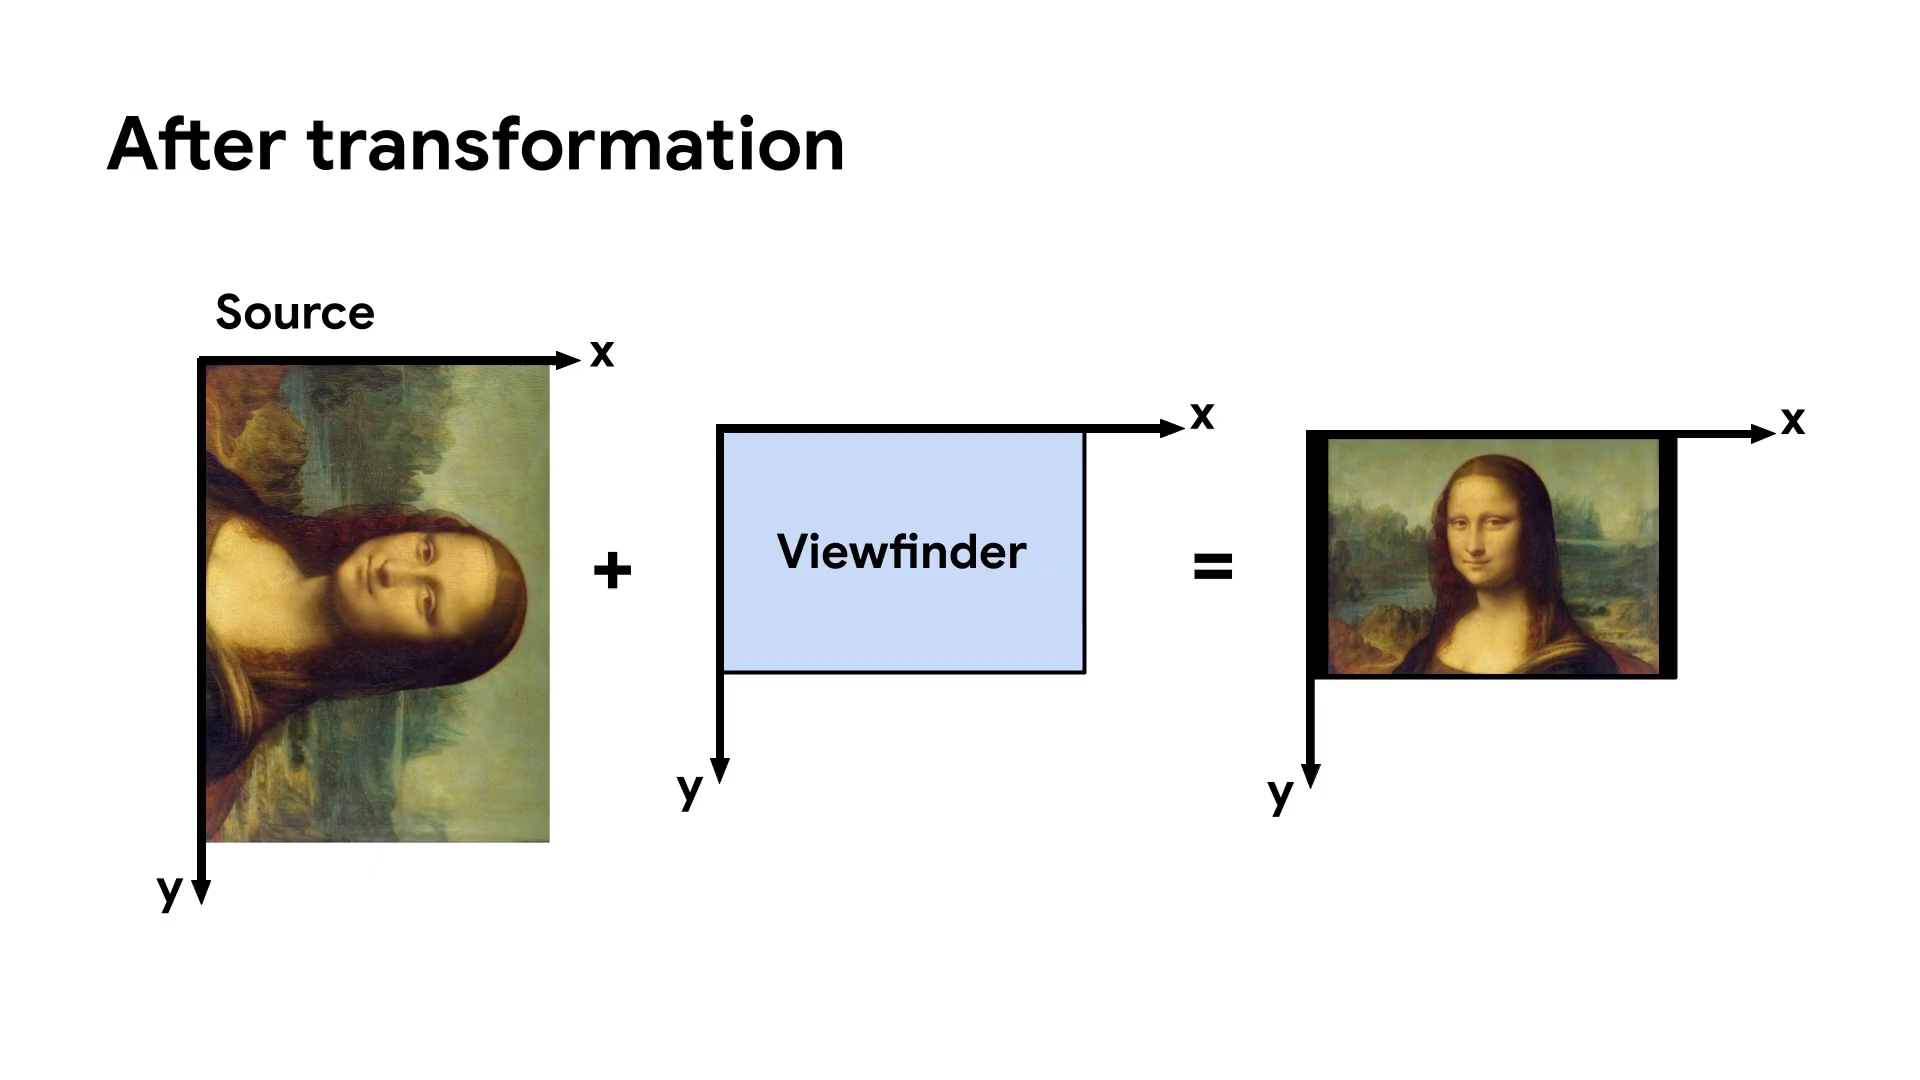 After transformation
Source
x
y
+
Viewfinder
x
y
=
x
y